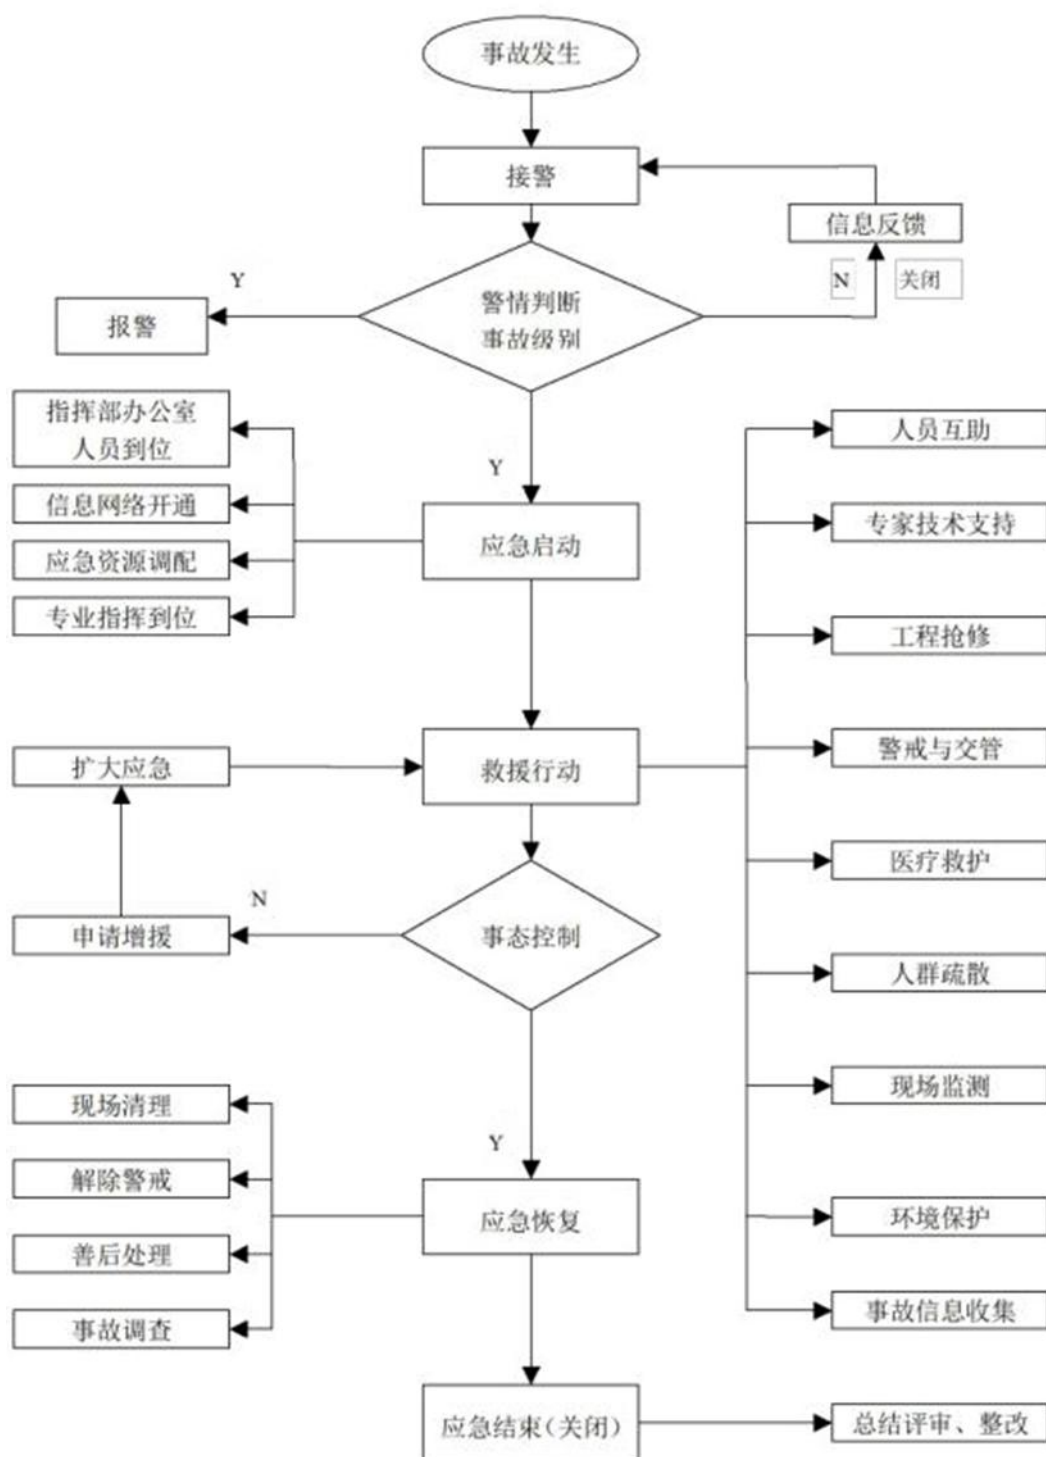 事故发生
接警
信息反馈
Y
N
关闭
警情判断
事故级别
报警
指挥部办公室
人员到位
人员互助
Y
信息网络开通
专家技术支持
应急启动
应急资源调配
专业指挥到位
工程抢修
警戒与交管
扩大应急
救援行动
医疗救护
N
申请增援
事态控制
人群疏散
现场监测
现场清理
Y
解除警戒
应急恢复
环境保护
善后处理
事故信息收集
事故调查
应急结束(关闭)
总结评审、整改